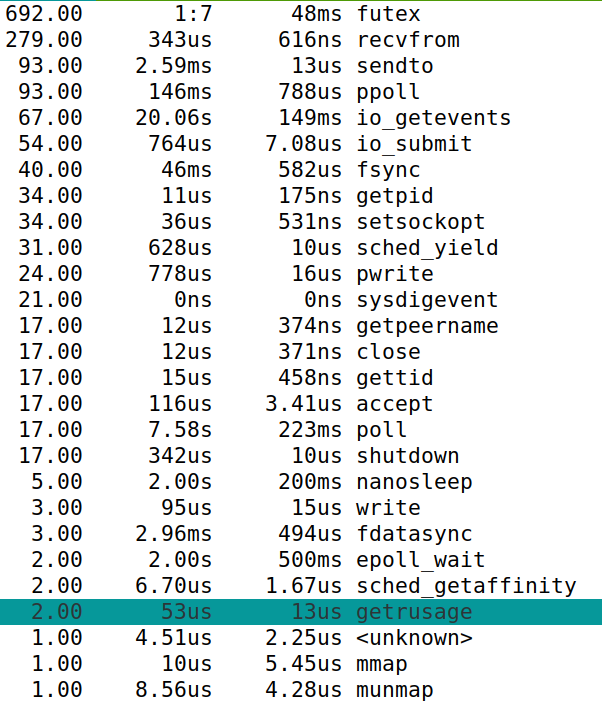 692.00 1:7 48ms futex
279.00 343us 616ns recvfrom
93.00 2.59ms 13us sendto
93.00 146ms 788us ppoll
67.00 20.06s 149ms io_getevents
54.00 764us 7.08us io_submit
40.00 46ms 582us fsync
34.00 11us 175ns getpid
34.00 36us 531ns setsockopt
31.00 628us 10us sched_yield
24.00 778us 16us pwrite
21.00 0ns 0ns sysdigevent
17.00 12us 374ns getpeername
17.00 12us 371ns close
17.00 15us 458ns gettid
17.00 116us 3.41us accept
17.00 7.58s 223ms poll
17.00 342us 10us shutdown
5.00 2.00s 200ms nanosleep
3.00 95us 15us write
3.00 2.96ms 494us fdatasync
2.00 2.00s 500ms epoll_wait
2.00 6.70us 1.67us sched_getaffinity
2.00 53us 13us getrusage
1.00 4.51us 2.25us <unknown>
1.00 10us 5.45us mmap
1.00 8.56us 4.28us munmap